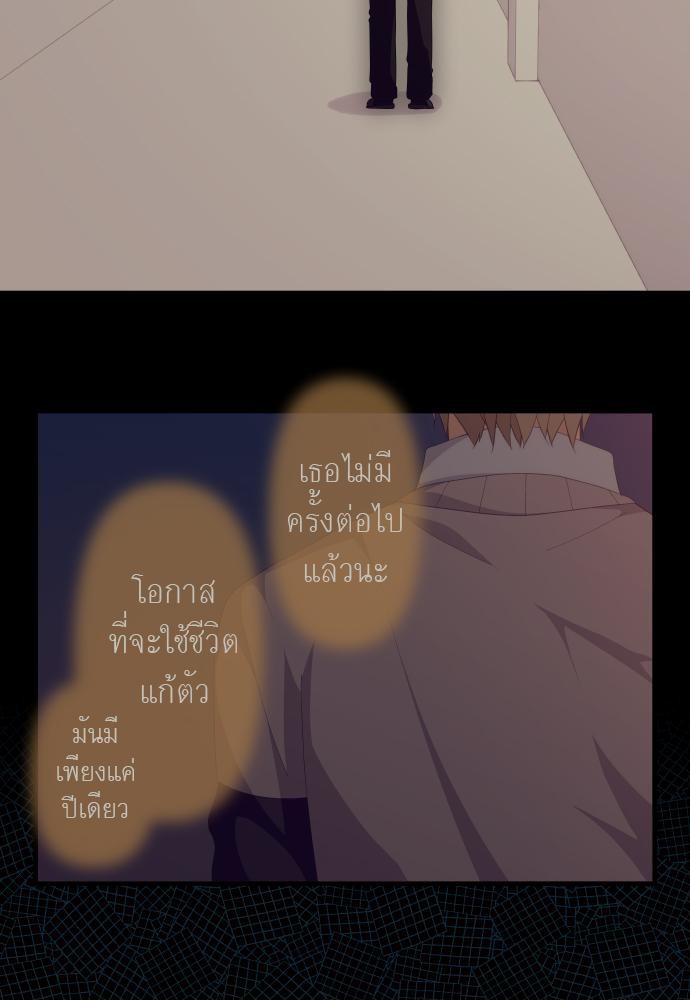 เธอไม่มี
ครั้งต่อไป
แล้วนะ
โอกาส
ที่จะใช้ชีวิต
แก้ตัว
มันมี
เพียงแค่
ปีเดียว